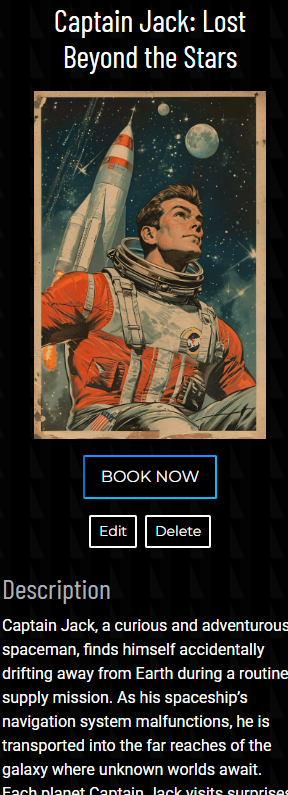 Captain Jack: Lost
Beyond the Stars
BOOK NOW
Edit
Delete
Description
Captain Jack, a curious and adventurous
spaceman, finds himself accidentally
drifting away from Earth during a routine
supply mission. As his spaceship’s
navigation system malfunctions, he is
transported into the far reaches of the
galaxy where unknown worlds await.
Each planet Captain Jack visits surprises